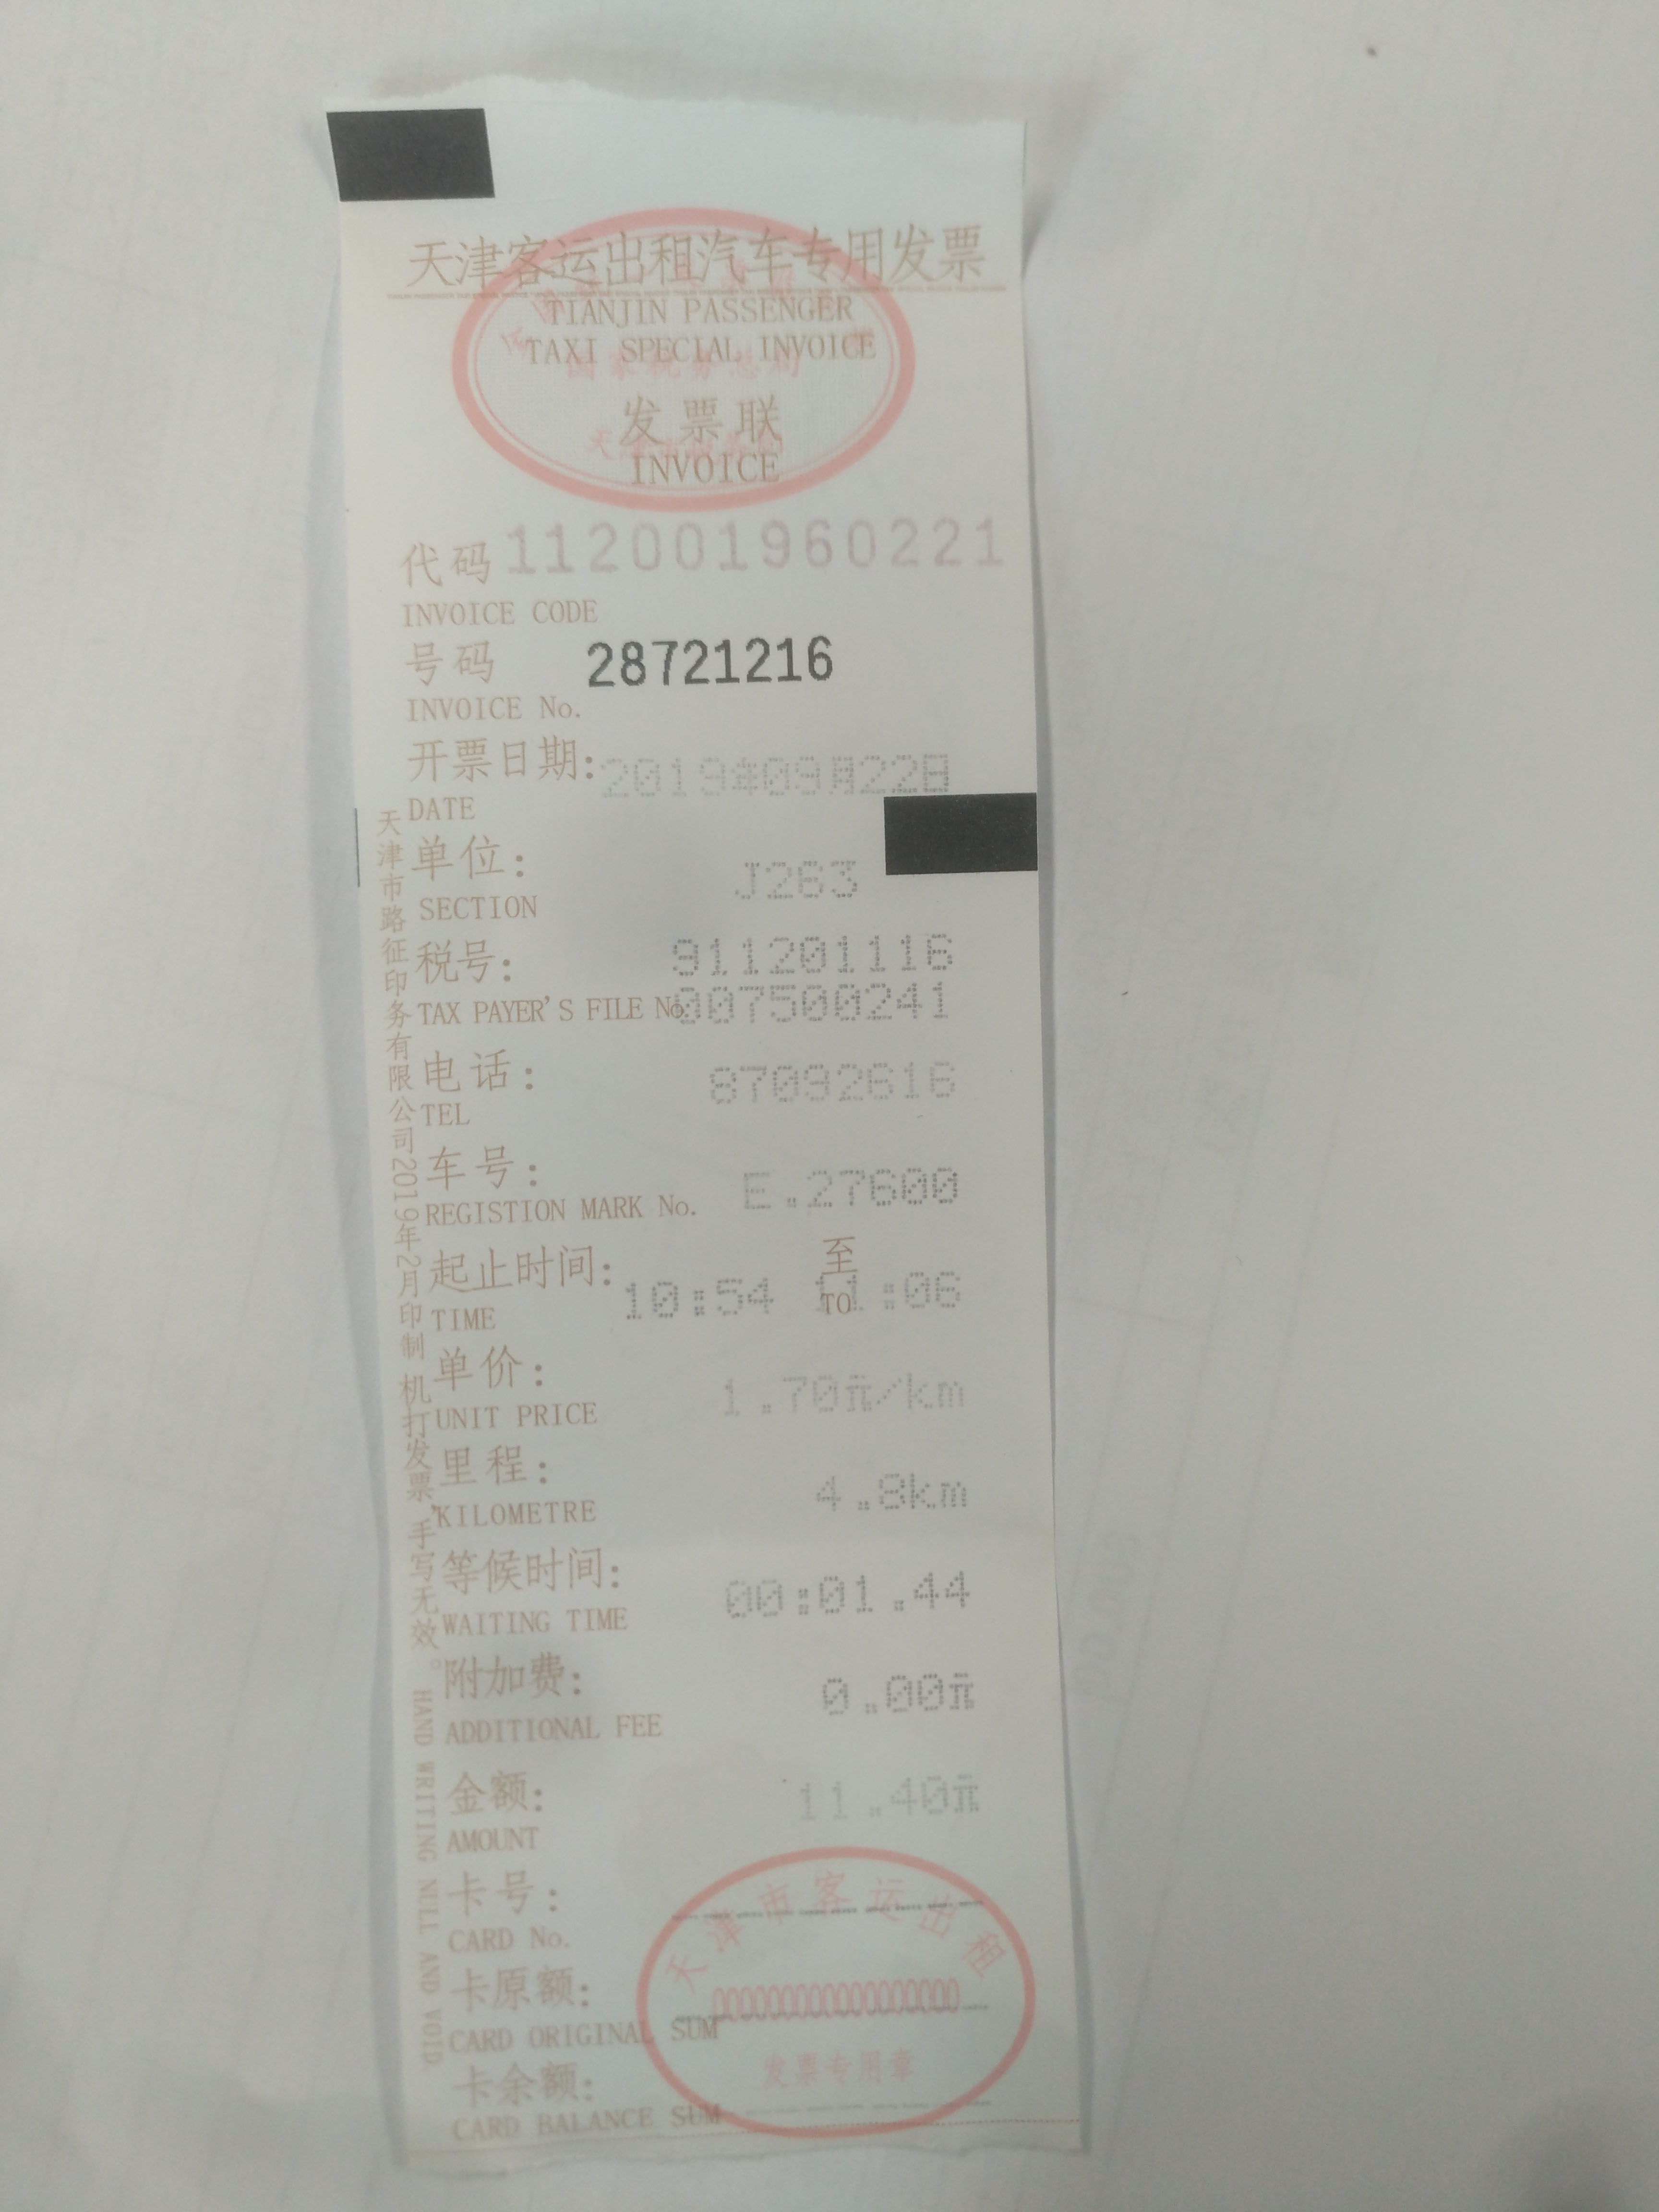 天津客运出租汽车专用发票
TIANJIN PASSENGER
TAXI SPECIAL INVOICE
国家税务总局
发票联
INVOICE
代码 112001960221
INVOICE CODE
号码 28721216
INVOICE No.
开票日期: 2019年09月22日
DATE
单位: J263
SECTION
税号: 911201116
TAX PAYER'S FILE No. 007500241
电话: 87092616
TEL
车号: E.27600
REGISTION MARK No.
起止时间: 10:54 至 11:06
TIME TO
单价: 1.70元/km
UNIT PRICE
里程: 4.8km
KILOMETRE
等候时间: 00:01.44
WAITING TIME
附加费: 0.00元
ADDITIONAL FEE
金额: 11.40元
AMOUNT
卡号:
CARD No.
卡原额:
CARD ORIGINAL SUM
卡余额:
CARD BALANCE SUM
天津市客运出租
发票专用章
天津市路征印务有限公司2019年2月印制 机打发票,手写无效。 HAND WRITING NULL AND VOID